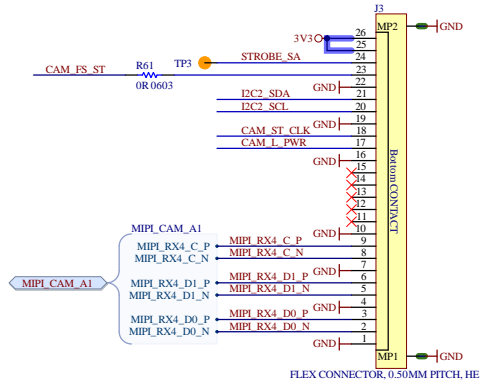 J3
MP2
GND
3V3
26
25
STROBE_SA
24
TP3
R61
CAM_FS_ST
23
0R 0603
GND
22
I2C2_SDA
21
I2C2_SCL
20
GND
19
CAM_ST_CLK
18
CAM_L_PWR
17
GND
16
15
14
13
12
11
Bottom CONTACT
GND
10
MIPI_CAM_A1
MIPI_RX4_C_P
MIPI_RX4_C_P
9
MIPI_RX4_C_N
MIPI_RX4_C_N
8
GND
7
MIPI_CAM_A1
MIPI_RX4_D1_P
MIPI_RX4_D1_P
6
MIPI_RX4_D1_N
MIPI_RX4_D1_N
5
GND
4
MIPI_RX4_D0_P
MIPI_RX4_D0_P
3
MIPI_RX4_D0_N
MIPI_RX4_D0_N
2
GND
1
MP1
GND
FLEX CONNECTOR, 0.50MM PITCH, HE